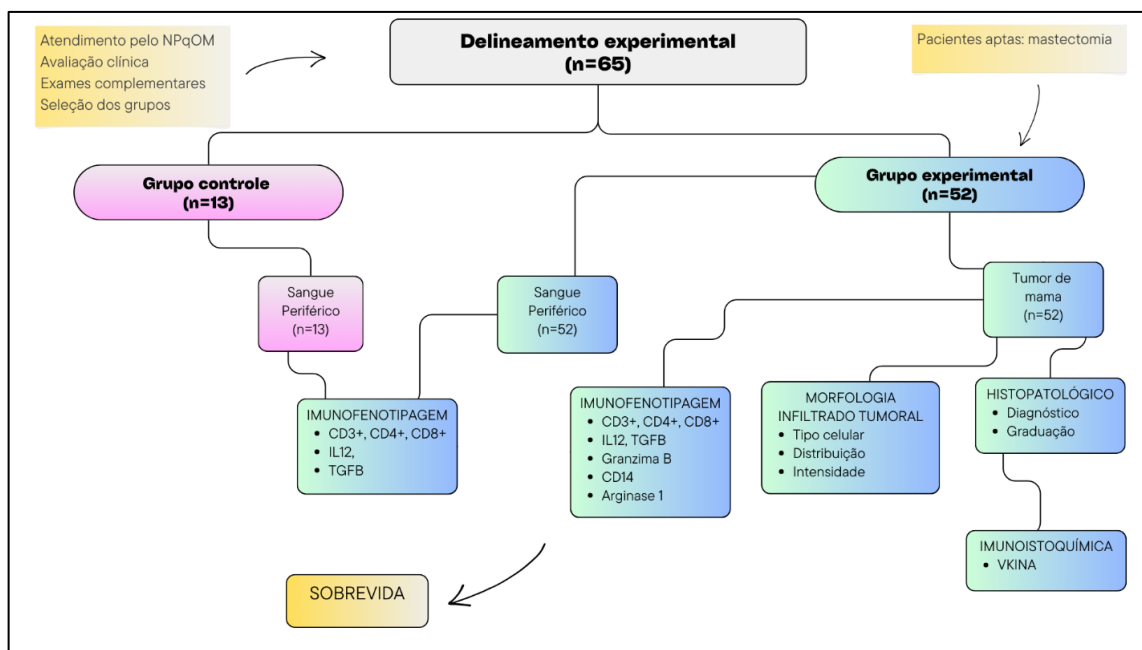 Atendimento pelo NPqOM
Avaliação clínica
Exames complementares
Seleção dos grupos
Delineamento experimental
(n=65)
Pacientes aptas: mastectomia
Grupo controle
(n=13)
Grupo experimental
(n=52)
Sangue
Periférico
(n=13)
Sangue
Periférico
(n=52)
Tumor de
mama
(n=52)
IMUNOFENOTIPAGEM
• CD3+, CD4+, CD8+
• IL12,
• TGFB
IMUNOFENOTIPAGEM
• CD3+, CD4+, CD8+
• IL12, TGFB
• Granzima B
• CD14
• Arginase 1
MORFOLOGIA
INFILTRADO TUMORAL
• Tipo celular
• Distribuição
• Intensidade
HISTOPATOLÓGICO
• Diagnóstico
• Graduação
IMUNOISTOQUÍMICA
• VKINA
SOBREVIDA